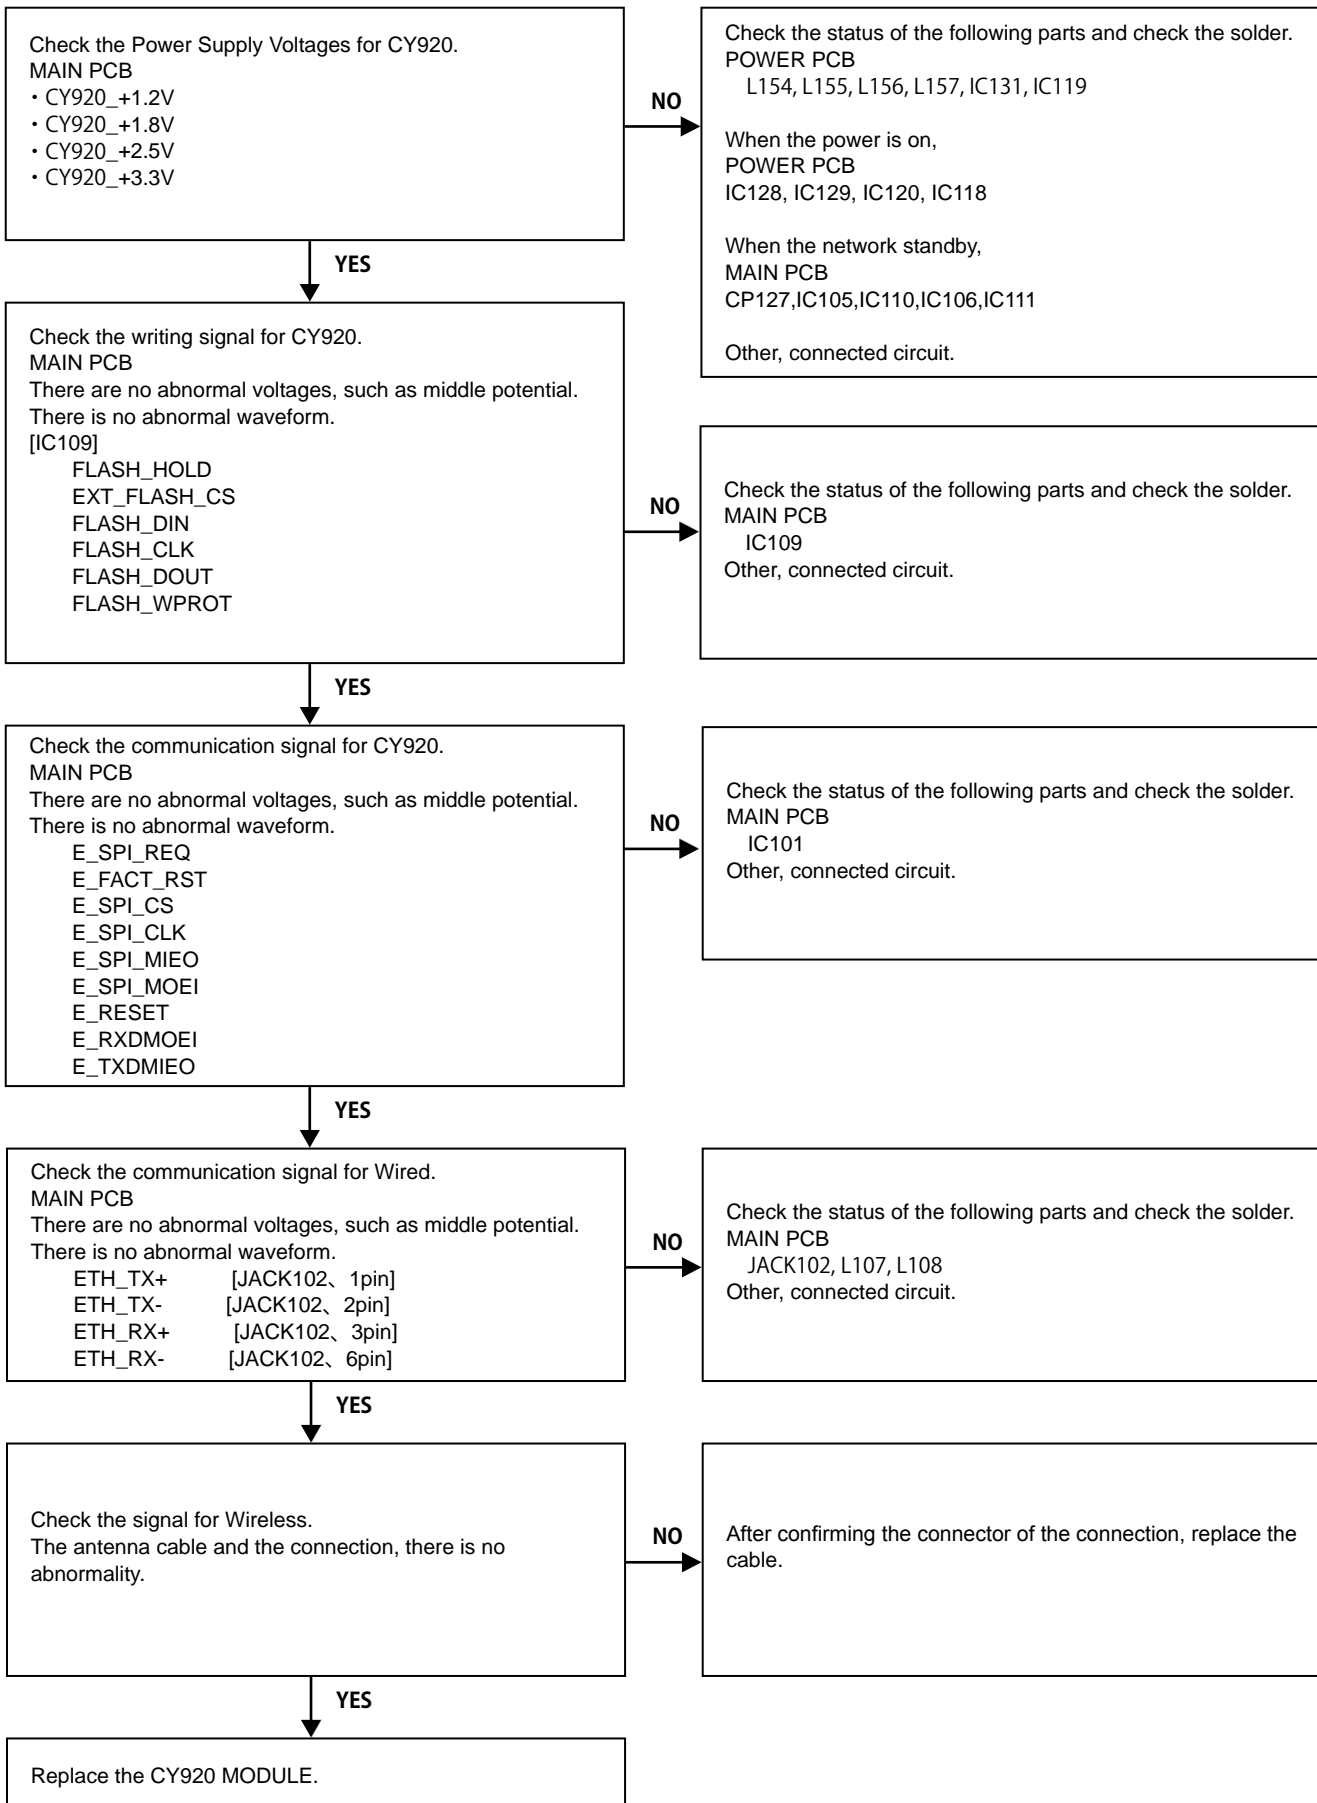 Check the Power Supply Voltages for CY920.
MAIN PCB
・CY920_+1.2V
・CY920_+1.8V
・CY920_+2.5V
・CY920_+3.3V
NO
Check the status of the following parts and check the solder.
POWER PCB
L154, L155, L156, L157, IC131, IC119
When the power is on,
POWER PCB
IC128, IC129, IC120, IC118
When the network standby,
MAIN PCB
CP127,IC105,IC110,IC106,IC111
Other, connected circuit.
YES
Check the writing signal for CY920.
MAIN PCB
There are no abnormal voltages, such as middle potential.
There is no abnormal waveform.
[IC109]
FLASH_HOLD
EXT_FLASH_CS
FLASH_DIN
FLASH_CLK
FLASH_DOUT
FLASH_WPROT
NO
Check the status of the following parts and check the solder.
MAIN PCB
IC109
Other, connected circuit.
YES
Check the communication signal for CY920.
MAIN PCB
There are no abnormal voltages, such as middle potential.
There is no abnormal waveform.
E_SPI_REQ
E_FACT_RST
E_SPI_CS
E_SPI_CLK
E_SPI_MIEO
E_SPI_MOEI
E_RESET
E_RXDMOEI
E_TXDMIEO
NO
Check the status of the following parts and check the solder.
MAIN PCB
IC101
Other, connected circuit.
YES
Check the communication signal for Wired.
MAIN PCB
There are no abnormal voltages, such as middle potential.
There is no abnormal waveform.
ETH_TX+ [JACK102、1pin]
ETH_TX- [JACK102、2pin]
ETH_RX+ [JACK102、3pin]
ETH_RX- [JACK102、6pin]
NO
Check the status of the following parts and check the solder.
MAIN PCB
JACK102, L107, L108
Other, connected circuit.
YES
Check the signal for Wireless.
The antenna cable and the connection, there is no
abnormality.
NO
After confirming the connector of the connection, replace the
cable.
YES
Replace the CY920 MODULE.